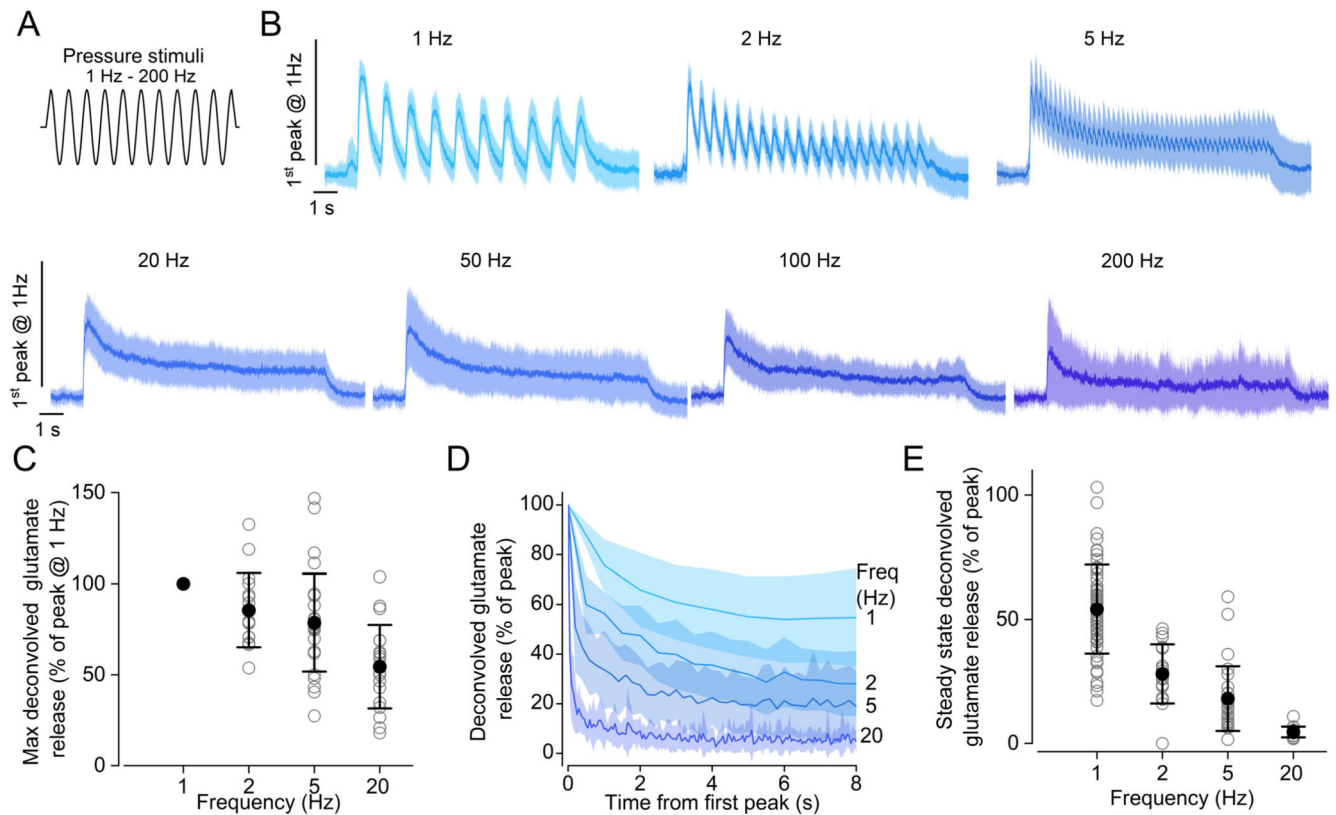 A
Pressure stimuli
1 Hz - 200 Hz
B
1 Hz
2 Hz
5 Hz
1st peak @ 1Hz
1 s
20 Hz
50 Hz
100 Hz
200 Hz
1st peak @ 1Hz
1 s
C
Max deconvolved glutamate
release (% of peak @ 1 Hz)
150
100
50
0
1
2
5
20
Frequency (Hz)
D
Deconvolved glutamate
release (% of peak)
100
80
60
40
20
0
0
2
4
6
8
Time from first peak (s)
Freq
(Hz)
1
2
5
20
E
Steady state deconvolved
glutamate release (% of peak)
100
50
0
1
2
5
20
Frequency (Hz)